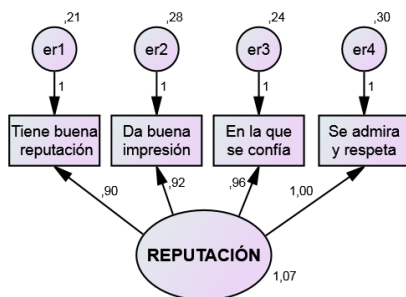 ,21
,28
,24
,30
er1
er2
er3
er4
1
1
1
1
Tiene buena
reputación
Da buena
impresión
En la que
se confía
Se admira
y respeta
,90
,92
,96
1,00
REPUTACIÓN
1,07